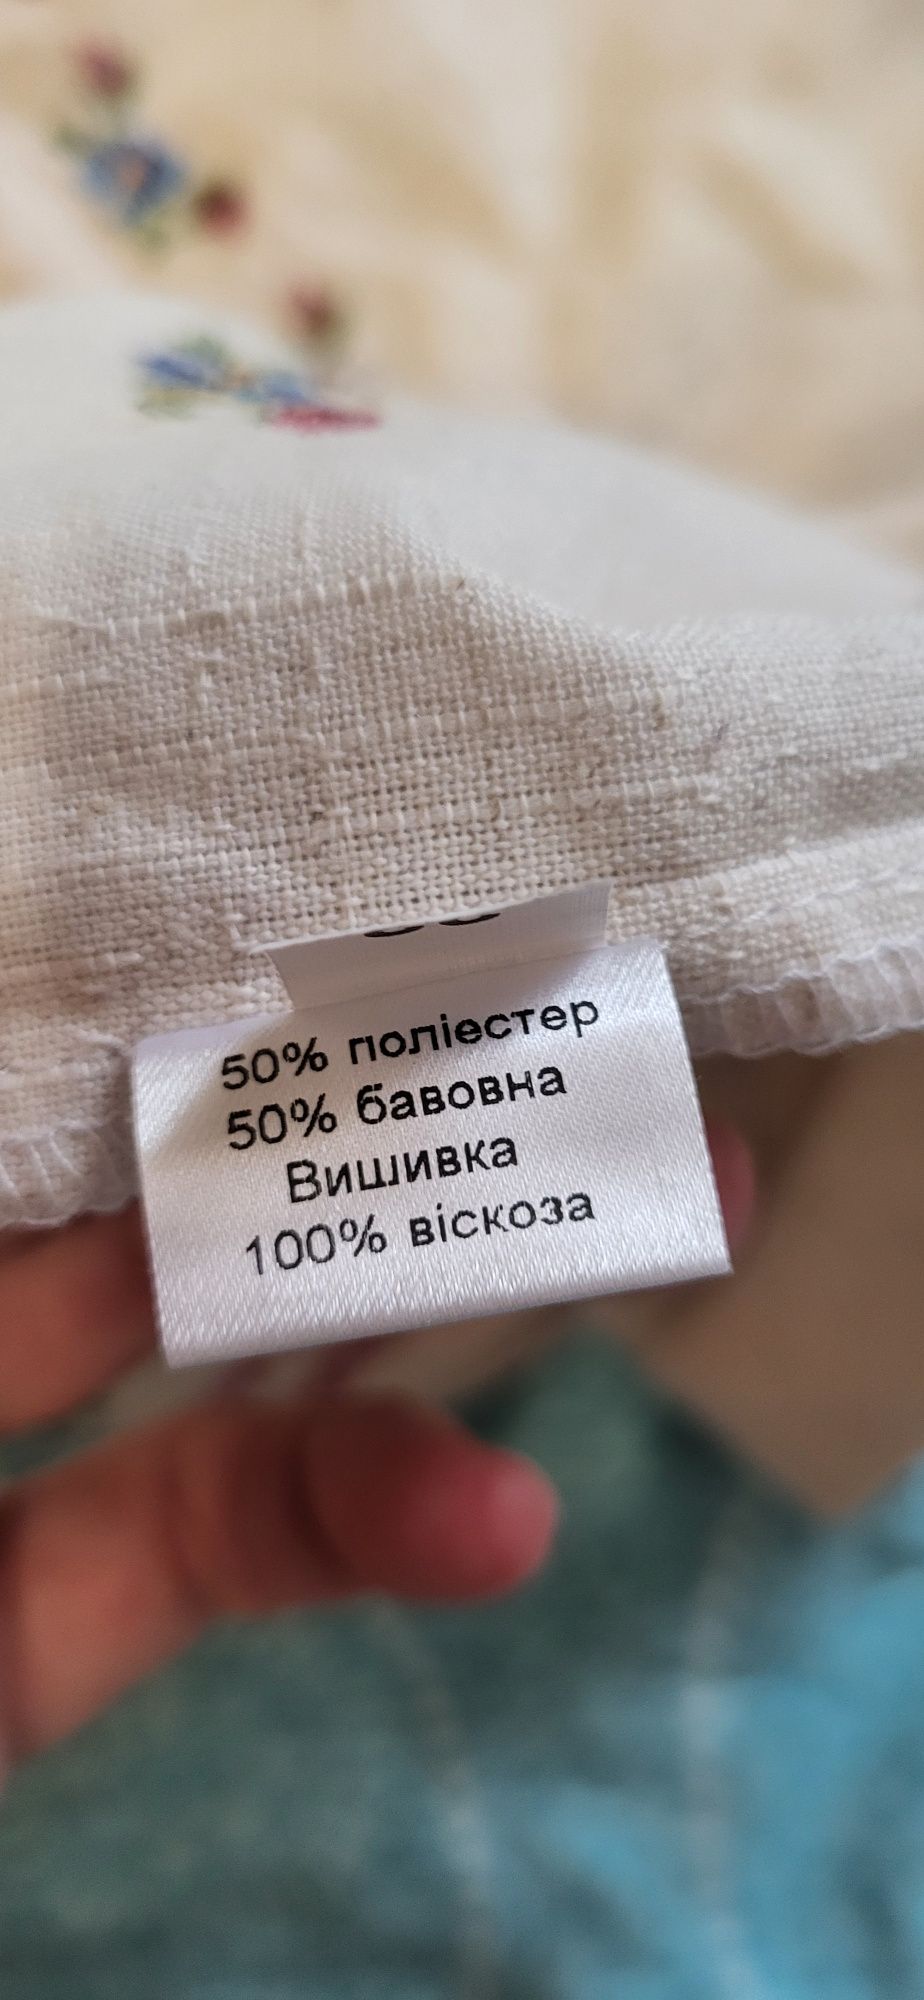 50% поліестер
50% бавовна
Вишивка
100% віскоза